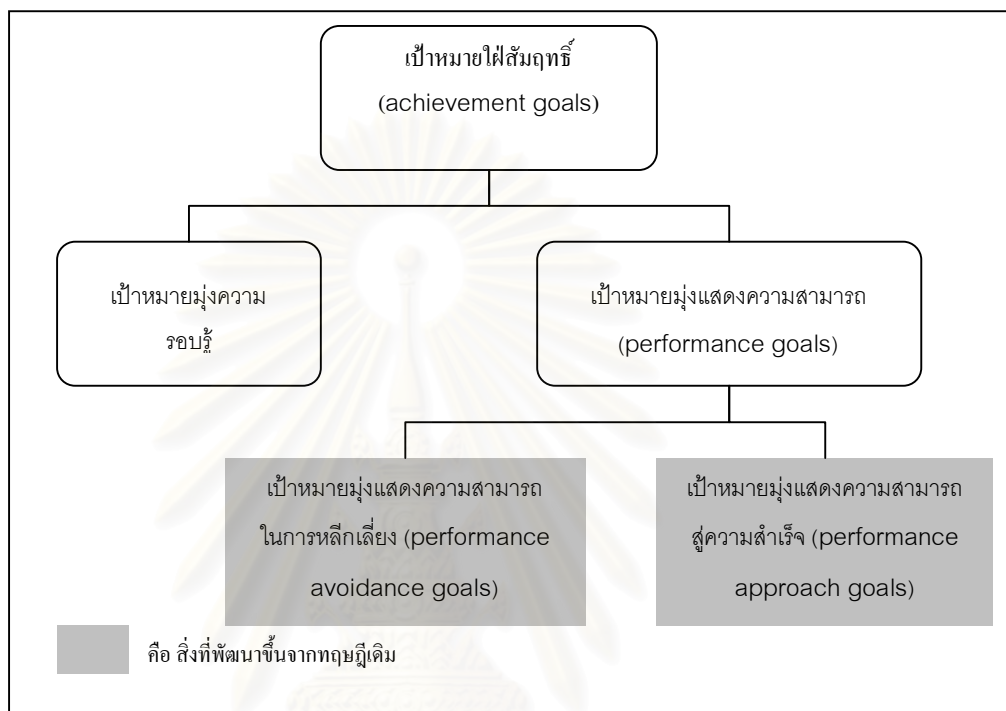 เป้าหมายใฝ่สัมฤทธิ์
(achievement goals)
เป้าหมายมุ่งความ
รอบรู้
เป้าหมายมุ่งแสดงความสามารถ
(performance goals)
เป้าหมายมุ่งแสดงความสามารถ
ในการหลีกเลี่ยง (performance
avoidance goals)
เป้าหมายมุ่งแสดงความสามารถ
สู่ความสำเร็จ (performance
approach goals)
คือ สิ่งที่พัฒนาขึ้นจากทฤษฎีเดิม